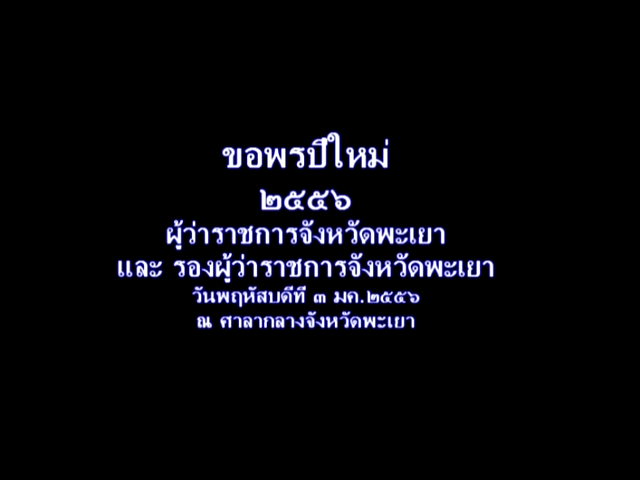 ขอพรปีใหม่
๒๕๕๖
ผู้ว่าราชการจังหวัดพะเยา
และ รองผู้ว่าราชการจังหวัดพะเยา
วันพฤหัสบดีที่ ๓ มค.๒๕๕๖
ณ ศาลากลางจังหวัดพะเยา